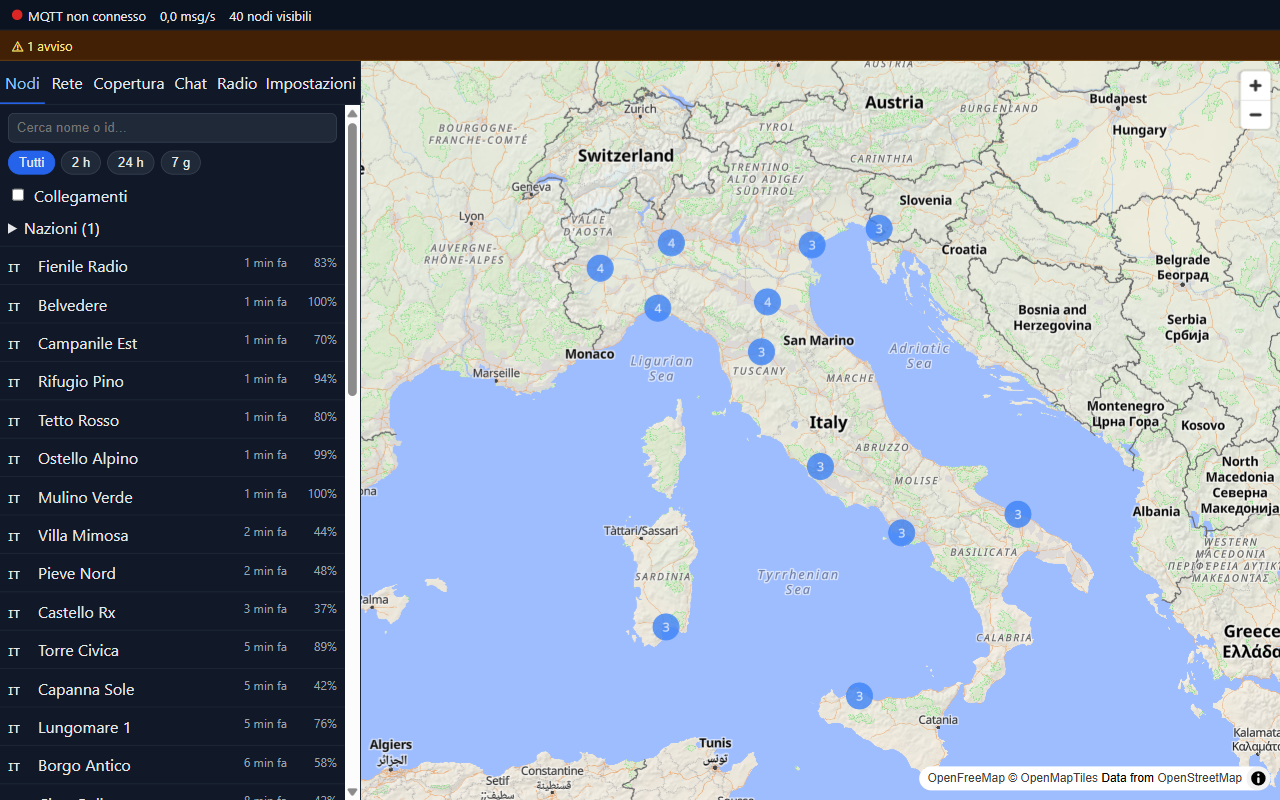 MQTT non connesso 0,0 msg/s 40 nodi visibili
⚠ 1 avviso
Nodi Rete Copertura Chat Radio Impostazioni
Cerca nome o id...
Tutti 2 h 24 h 7 g
Collegamenti
Nazioni (1)
IT Fienile Radio 1 min fa 83%
IT Belvedere 1 min fa 100%
IT Campanile Est 1 min fa 70%
IT Rifugio Pino 1 min fa 94%
IT Tetto Rosso 1 min fa 80%
IT Ostello Alpino 1 min fa 99%
IT Mulino Verde 1 min fa 100%
IT Villa Mimosa 2 min fa 44%
IT Pieve Nord 2 min fa 48%
IT Castello Rx 3 min fa 37%
IT Torre Civica 5 min fa 89%
IT Capanna Sole 5 min fa 42%
IT Lungomare 1 5 min fa 76%
IT Borgo Antico 6 min fa 58%
AUSTRIA
Zurich
Austria
BURGENLAND
Budapest
Hungary
BOURGOGNE-
FRANCHE-COMTÉ
TYROL
Switzerland
CARINTHIA
TRENTINO-
ALTO ADIGE/
SÜDTIROL
Geneva
Slovenia
Lyon
VALLE
D'AOSTA
3
4
3
Croatia
AUVERGNE-
RHÔNE-ALPES
4
Belgrade
Београд
4
4
Bosnia and
Herzegovina
Serbia
Србија
San Marino
Monaco
3
Ligurian
Sea
Adriatic
Sea
Marseille
TUSCANY
MARCHE
Montenegro
Црна Гора
Kosovo
Italy
ABRUZZO
3
MOLISE
North
Macedonia
Северна
Македонија
Albania
3
3
Tàttari/Sassari
BASILICATA
WESTERN
MACEDONIA
ΠΕΡΙΦΈΡΕΙΑ ΔΥΤΙΚ
ΜΑΚΕΔΟΝΊΑΣ
SARDINIA
Tyrrhenian
Sea
3
CALABRIA
Greece
Ελλάδα
3
Catania
Kalamata
Καλαμάτα
Algiers
الجزائر
Tunis
تونس
Constantine
قسنطينة
Setif
سطيف
OpenFreeMap © OpenMapTiles Data from OpenStreetMap